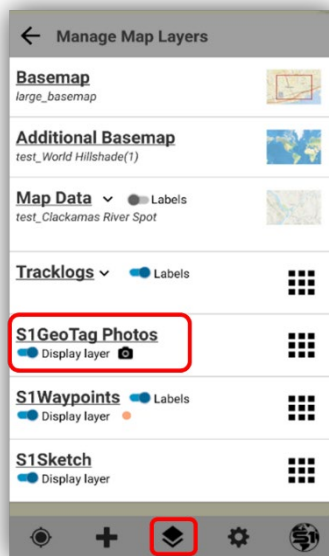 Manage Map Layers
Basemap
large_basemap
Additional Basemap
test_World Hillshade(1)
Map Data Labels
test_Clackamas River Spot
Tracklogs Labels
S1GeoTag Photos
Display layer
S1Waypoints Labels
Display layer
S1Sketch
Display layer
S1